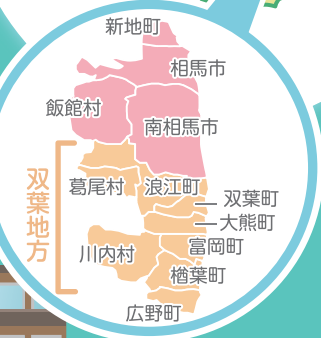 新地町
相馬市
飯館村
南相馬市
双葉地方
葛尾村
浪江町
双葉町
大熊町
富岡町
川内村
楢葉町
広野町